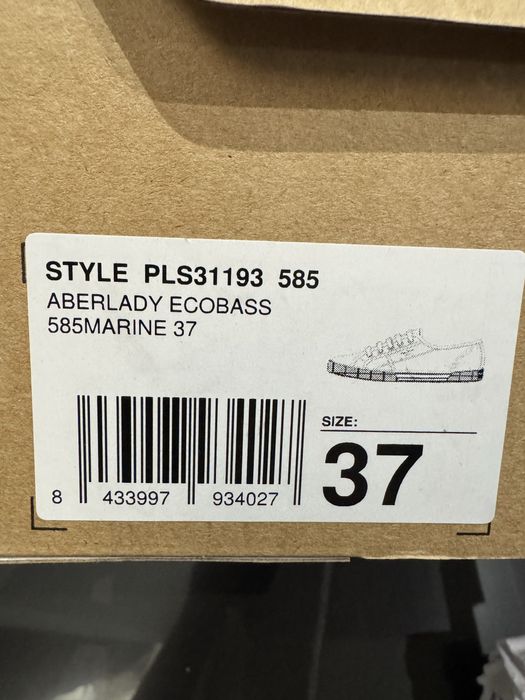 STYLE PLS31193 585
ABERLADY ECOBASS
585MARINE 37
SIZE:
37
8 433997 934027